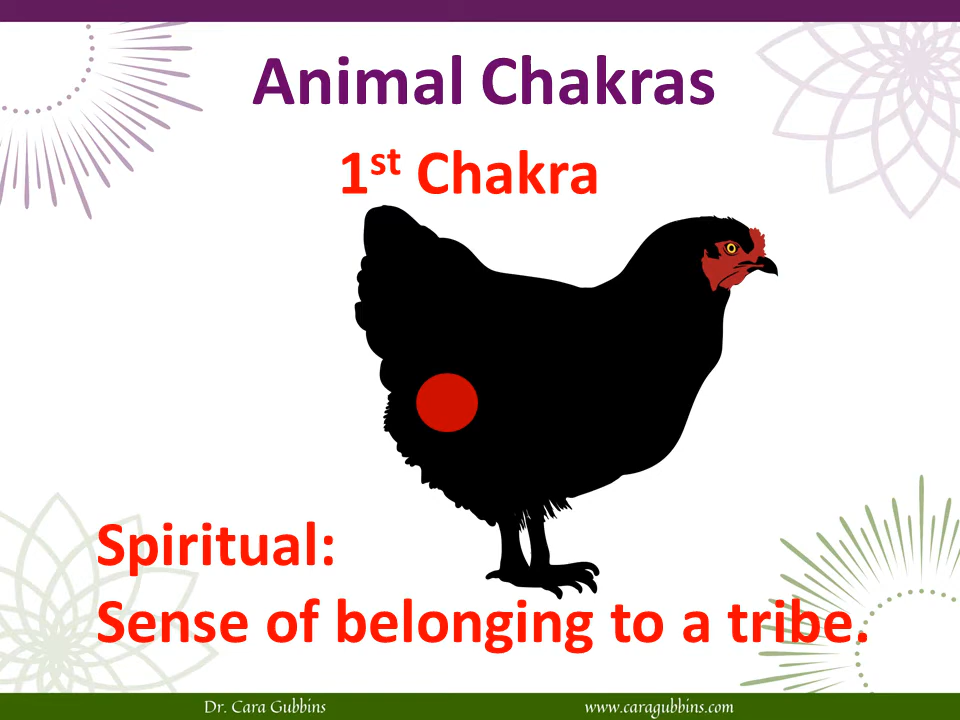 Animal Chakras
1st Chakra
Spiritual:
Sense of belonging to a tribe.
Dr. Cara Gubbins www.caragubbins.com